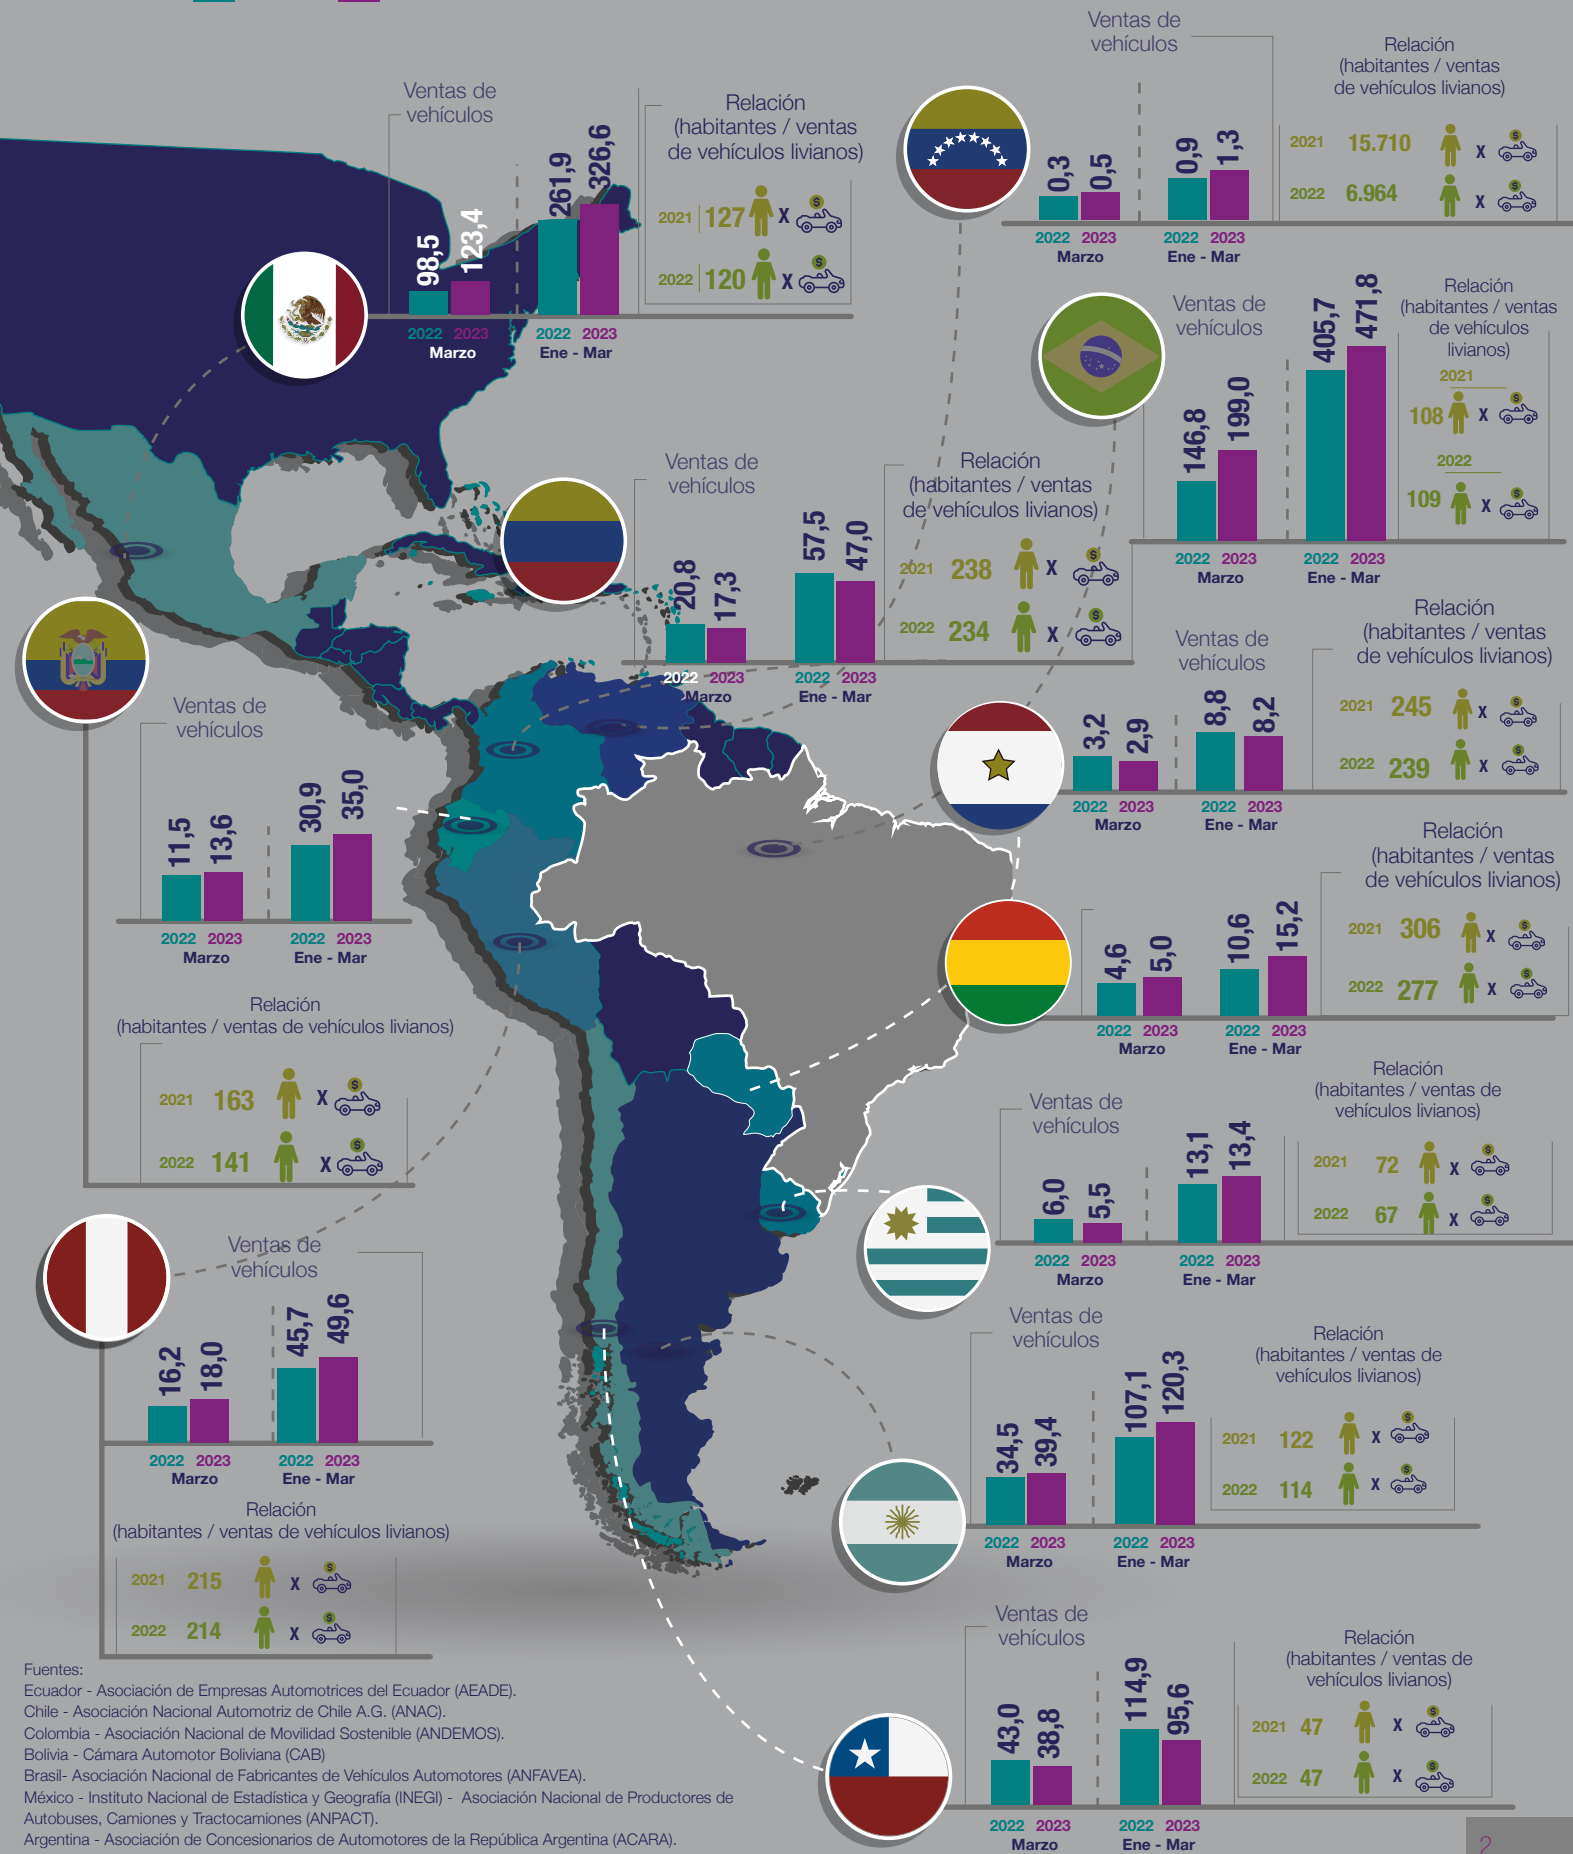 Ventas de
vehículos
98,5
123,4
261,9
326,6
2022 2023
Marzo
2022 2023
Ene - Mar
Relación
(habitantes / ventas
de vehículos livianos)
2021 127 X $
2022 120 X $
Ventas de
vehículos
0,3
0,5
0,9
1,3
2022 2023
Marzo
2022 2023
Ene - Mar
Relación
(habitantes / ventas
de vehículos livianos)
2021 15.710 X $
2022 6.964 X $
Ventas de
vehículos
146,8
199,0
405,7
471,8
2022 2023
Marzo
2022 2023
Ene - Mar
Relación
(habitantes / ventas
de vehículos
livianos)
2021
108 X $
2022
109 X $
Ventas de
vehículos
20,8
17,3
57,5
47,0
2022 2023
Marzo
2022 2023
Ene - Mar
Relación
(habitantes / ventas
de vehículos livianos)
2021 238 X $
2022 234 X $
Ventas de
vehículos
3,2
2,9
8,8
8,2
2022 2023
Marzo
2022 2023
Ene - Mar
Relación
(habitantes / ventas
de vehículos livianos)
2021 245 X $
2022 239 X $
Ventas de
vehículos
11,5
13,6
30,9
35,0
2022 2023
Marzo
2022 2023
Ene - Mar
Relación
(habitantes / ventas de vehículos livianos)
2021 163 X $
2022 141 X $
4,6
5,0
10,6
15,2
2022 2023
Marzo
2022 2023
Ene - Mar
Relación
(habitantes / ventas
de vehículos livianos)
2021 306 X $
2022 277 X $
Ventas de
vehículos
6,0
5,5
13,1
13,4
2022 2023
Marzo
2022 2023
Ene - Mar
Relación
(habitantes / ventas de
vehículos livianos)
2021 72 X $
2022 67 X $
Ventas de
vehículos
16,2
18,0
45,7
49,6
2022 2023
Marzo
2022 2023
Ene - Mar
Relación
(habitantes / ventas de vehículos livianos)
2021 215 X $
2022 214 X $
Ventas de
vehículos
34,5
39,4
107,1
120,3
2022 2023
Marzo
2022 2023
Ene - Mar
Relación
(habitantes / ventas de
vehículos livianos)
2021 122 X $
2022 114 X $
Ventas de
vehículos
43,0
38,8
114,9
95,6
2022 2023
Marzo
2022 2023
Ene - Mar
Relación
(habitantes / ventas de
vehículos livianos)
2021 47 X $
2022 47 X $
Fuentes:
Ecuador - Asociación de Empresas Automotrices del Ecuador (AEADE).
Chile - Asociación Nacional Automotriz de Chile A.G. (ANAC).
Colombia - Asociación Nacional de Movilidad Sostenible (ANDEMOS).
Bolivia - Cámara Automotor Boliviana (CAB)
Brasil- Asociación Nacional de Fabricantes de Vehículos Automotores (ANFAVEA).
México - Instituto Nacional de Estadística y Geografía (INEGI) - Asociación Nacional de Productores de
Autobuses, Camiones y Tractocamiones (ANPACT).
Argentina - Asociación de Concesionarios de Automotores de la República Argentina (ACARA).
2